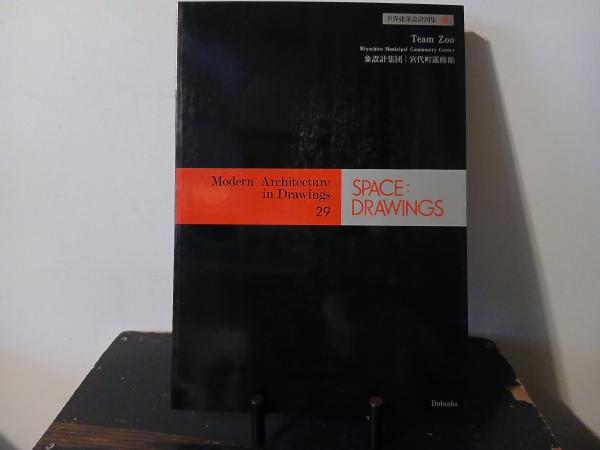 世界建築設計図集
Team Zoo
Miyashiro Municipal Community Center
象設計集団|宮代町進修館
Modern Architecture
in Drawings
29
SPACE:
DRAWINGS
Dohosha